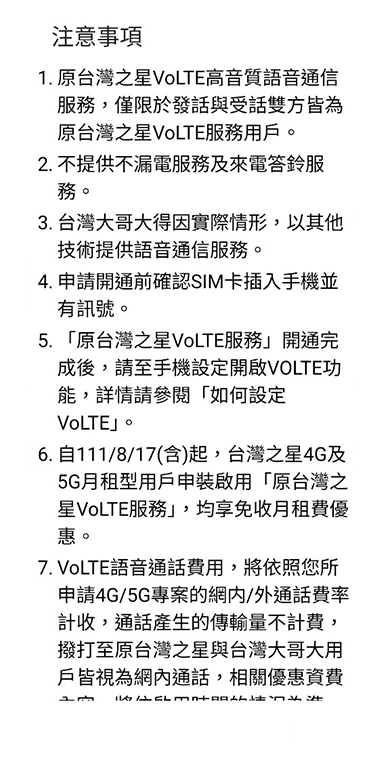 注意事項
1. 原台灣之星VoLTE高音質語音通信
服務，僅限於發話與受話雙方皆為
原台灣之星VoLTE服務用戶。
2. 不提供不漏電服務及來電答鈴服
務。
3. 台灣大哥大得因實際情形，以其他
技術提供語音通信服務。
4. 申請開通前確認SIM卡插入手機並
有訊號。
5. 「原台灣之星VoLTE服務」開通完
成後，請至手機設定開啟VOLTE功
能，詳情請參閱「如何設定
VoLTE」。
6. 自111/8/17(含)起，台灣之星4G及
5G月租型用戶申裝啟用「原台灣之
星VoLTE服務」，均享免收月租費優
惠。
7. VoLTE語音通話費用，將依照您所
申請4G/5G專案的網内/外通話費率
計收，通話產生的傳輸量不計費，
撥打至原台灣之星與台灣大哥大用
戶皆視為網內通話，相關優惠資費